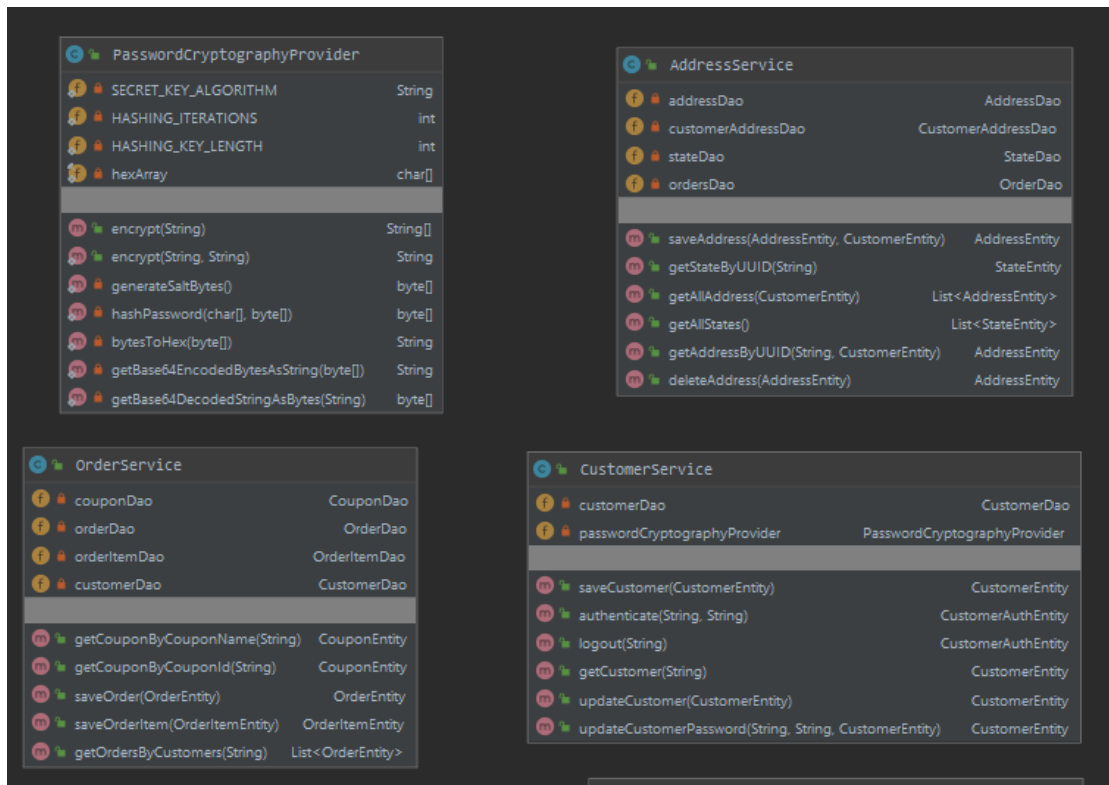 PasswordCryptographyProvider
SECRET_KEY_ALGORITHM String
HASHING_ITERATIONS int
HASHING_KEY_LENGTH int
hexArray char[]
encrypt(String) String[]
encrypt(String, String) String
generateSaltBytes() byte[]
hashPassword(char[], byte[]) byte[]
bytesToHex(byte[]) String
getBase64EncodedBytesAsString(byte[]) String
getBase64DecodedStringAsBytes(String) byte[]
AddressService
addressDao AddressDao
customerAddressDao CustomerAddressDao
stateDao StateDao
ordersDao OrderDao
saveAddress(AddressEntity, CustomerEntity) AddressEntity
getStateByUUID(String) StateEntity
getAllAddress(CustomerEntity) List<AddressEntity>
getAllStates() List<StateEntity>
getAddressByUUID(String, CustomerEntity) AddressEntity
deleteAddress(AddressEntity) AddressEntity
OrderService
couponDao CouponDao
orderDao OrderDao
orderItemDao OrderItemDao
customerDao CustomerDao
getCouponByCouponName(String) CouponEntity
getCouponByCouponId(String) CouponEntity
saveOrder(OrderEntity) OrderEntity
saveOrderItem(OrderItemEntity) OrderItemEntity
getOrdersByCustomers(String) List<OrderEntity>
CustomerService
customerDao CustomerDao
passwordCryptographyProvider PasswordCryptographyProvider
saveCustomer(CustomerEntity) CustomerEntity
authenticate(String, String) CustomerAuthEntity
logout(String) CustomerAuthEntity
getCustomer(String) CustomerEntity
updateCustomer(CustomerEntity) CustomerEntity
updateCustomerPassword(String, String, CustomerEntity) CustomerEntity